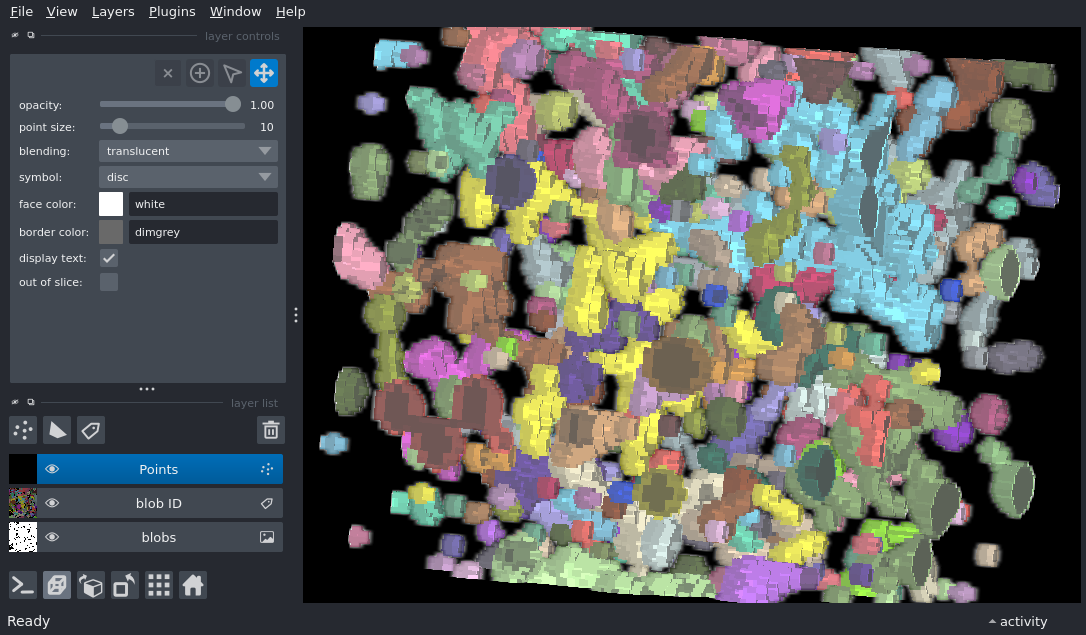 File View Layers Plugins Window Help
layer controls
opacity: 1.00
point size: 10
blending: translucent
symbol: disc
face color: white
border color: dimgrey
display text:
out of slice:
layer list
Points
blob ID
blobs
Ready
activity